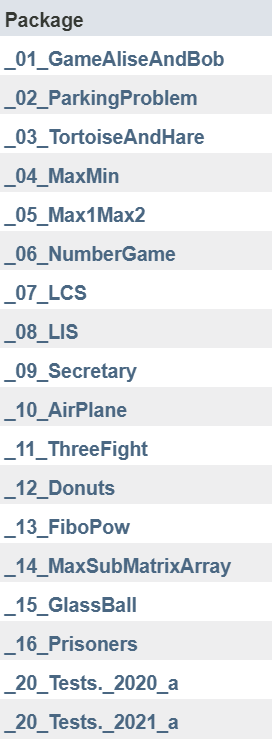 Package
_01_GameAliseAndBob
_02_ParkingProblem
_03_TortoiseAndHare
_04_MaxMin
_05_Max1Max2
_06_NumberGame
_07_LCS
_08_LIS
_09_Secretary
_10_AirPlane
_11_ThreeFight
_12_Donuts
_13_FiboPow
_14_MaxSubMatrixArray
_15_GlassBall
_16_Prisoners
_20_Tests._2020_a
_20_Tests._2021_a